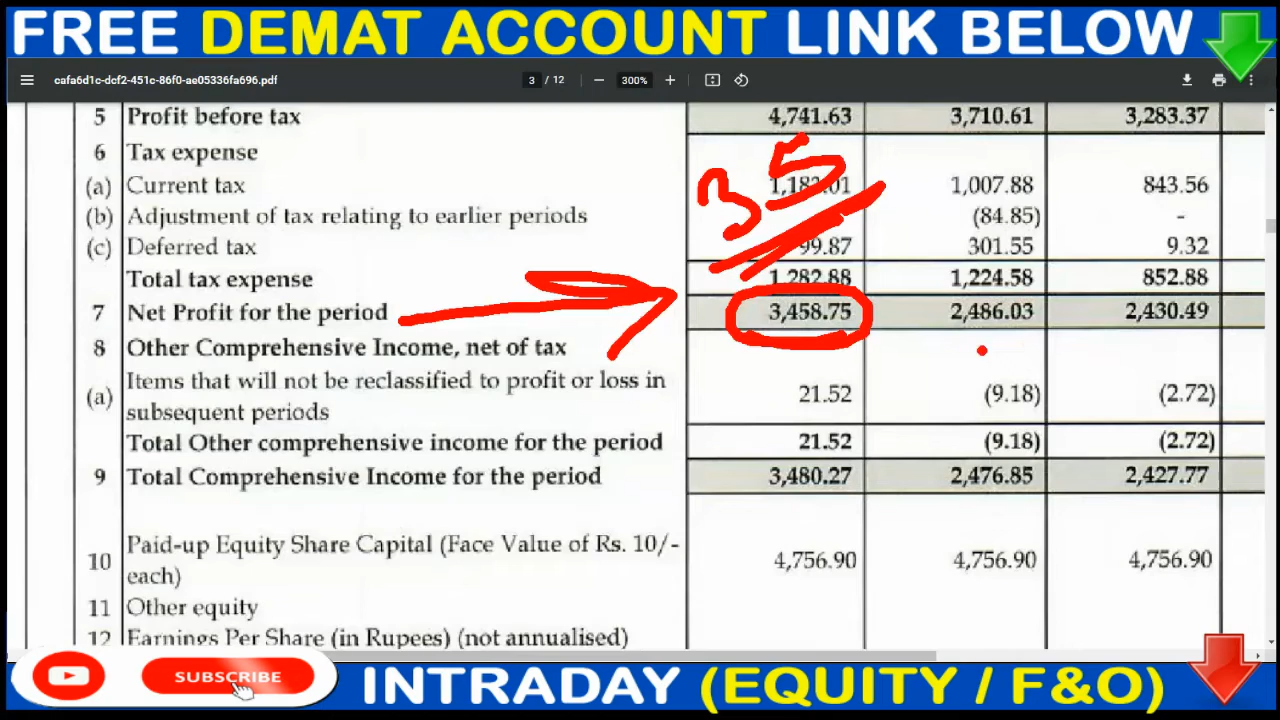 FREE DEMAT ACCOUNT LINK BELOW
cafa6d1c-dcf2-451c-86f0-ae05336fa696.pdf 3 / 12 − 300% +
5 Profit before tax 4,741.63 3,710.61 3,283.37
6 Tax expense
(a) Current tax 1,183.01 1,007.88 843.56
(b) Adjustment of tax relating to earlier periods (84.85) -
(c) Deferred tax 99.87 301.55 9.32
Total tax expense 1,282.88 1,224.58 852.88
35
7 Net Profit for the period 3,458.75 2,486.03 2,430.49
8 Other Comprehensive Income, net of tax
(a) Items that will not be reclassified to profit or loss in
subsequent periods 21.52 (9.18) (2.72)
Total Other comprehensive income for the period 21.52 (9.18) (2.72)
9 Total Comprehensive Income for the period 3,480.27 2,476.85 2,427.77
10 Paid-up Equity Share Capital (Face Value of Rs. 10/-
each) 4,756.90 4,756.90 4,756.90
11 Other equity
12 Earnings Per Share (in Rupees) (not annualised)
SUBSCRIBE
INTRADAY (EQUITY / F&O)